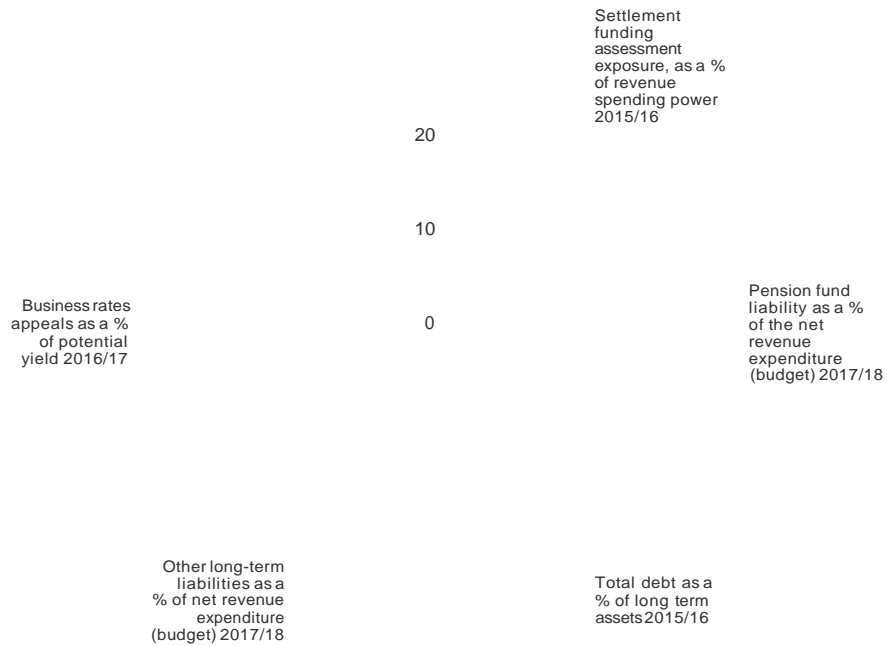 Settlement
funding
assessment
exposure, as a %
of revenue
spending power
2015/16
20
10
0
Business rates
appeals as a %
of potential
yield 2016/17
Pension fund
liability as a %
of the net
revenue
expenditure
(budget) 2017/18
Other long-term
liabilities as a
% of net revenue
expenditure
(budget) 2017/18
Total debt as a
% of long term
assets 2015/16